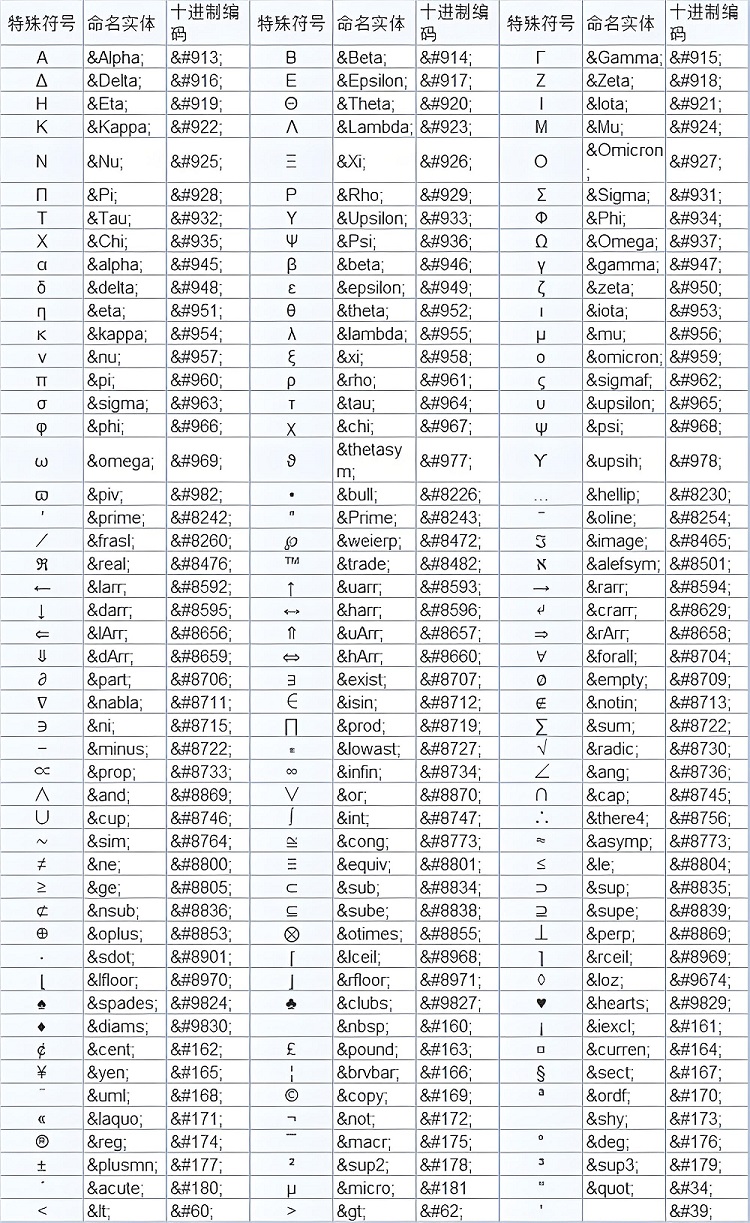 特殊符号 命名实体 十进制编码 特殊符号 命名实体 十进制编码 特殊符号 命名实体 十进制编码
Α &Alpha; &#913; Β &Beta; &#914; Γ &Gamma; &#915;
Δ &Delta; &#916; Ε &Epsilon; &#917; Ζ &Zeta; &#918;
Η &Eta; &#919; Θ &Theta; &#920; Ι &Iota; &#921;
Κ &Kappa; &#922; Λ &Lambda; &#923; Μ &Mu; &#924;
Ν &Nu; &#925; Ξ &Xi; &#926; Ο &Omicron; &#927;
Π &Pi; &#928; Ρ &Rho; &#929; Σ &Sigma; &#931;
Τ &Tau; &#932; Υ &Upsilon; &#933; Φ &Phi; &#934;
Χ &Chi; &#935; Ψ &Psi; &#936; Ω &Omega; &#937;
α &alpha; &#945; β &beta; &#946; γ &gamma; &#947;
δ &delta; &#948; ε &epsilon; &#949; ζ &zeta; &#950;
η &eta; &#951; θ &theta; &#952; ι &iota; &#953;
κ &kappa; &#954; λ &lambda; &#955; μ &mu; &#956;
ν &nu; &#957; ξ &xi; &#958; ο &omicron; &#959;
π &pi; &#960; ρ &rho; &#961; ς &sigmaf; &#962;
σ &sigma; &#963; τ &tau; &#964; υ &upsilon; &#965;
φ &phi; &#966; χ &chi; &#967; ψ &psi; &#968;
ω &omega; &#969; ϑ &thetasym; &#977; ϒ &upsih; &#978;
ϖ &piv; &#982; • &bull; &#8226; … &hellip; &#8230;
′ &prime; &#8242; ″ &Prime; &#8243; ‾ &oline; &#8254;
⁄ &frasl; &#8260; ℘ &weierp; &#8472; ℑ &image; &#8465;
ℜ &real; &#8476; ™ &trade; &#8482; ℵ &alefsym; &#8501;
← &larr; &#8592; ↑ &uarr; &#8593; → &rarr; &#8594;
↓ &darr; &#8595; ↔ &harr; &#8596; ↵ &crarr; &#8629;
⇐ &lArr; &#8656; ⇑ &uArr; &#8657; ⇒ &rArr; &#8658;
⇓ &dArr; &#8659; ⇔ &hArr; &#8660; ∀ &forall; &#8704;
∂ &part; &#8706; ∃ &exist; &#8707; ∅ &empty; &#8709;
∇ &nabla; &#8711; ∈ &isin; &#8712; ∉ &notin; &#8713;
∋ &ni; &#8715; ∏ &prod; &#8719; ∑ &sum; &#8722;
− &minus; &#8722; &lowast; &#8727; √ &radic; &#8730;
∝ &prop; &#8733; ∞ &infin; &#8734; ∠ &ang; &#8736;
∧ &and; &#8869; ∨ &or; &#8870; ∩ &cap; &#8745;
∪ &cup; &#8746; ∫ &int; &#8747; ∴ &there4; &#8756;
∼ &sim; &#8764; ≅ &cong; &#8773; ≈ &asymp; &#8773;
≠ &ne; &#8800; ≡ &equiv; &#8801; ≤ &le; &#8804;
≥ &ge; &#8805; ⊂ &sub; &#8834; ⊃ &sup; &#8835;
⊄ &nsub; &#8836; ⊆ &sube; &#8838; ⊇ &supe; &#8839;
⊕ &oplus; &#8853; ⊗ &otimes; &#8855; ⊥ &perp; &#8869;
⋅ &sdot; &#8901; ⌈ &lceil; &#8968; ⌉ &rceil; &#8969;
⌊ &lfloor; &#8970; ⌋ &rfloor; &#8971; ◊ &loz; &#9674;
♠ &spades; &#9824; ♣ &clubs; &#9827; ♥ &hearts; &#9829;
♦ &diams; &#9830; &nbsp; &#160; ¡ &iexcl; &#161;
¢ &cent; &#162; £ &pound; &#163; ¤ &curren; &#164;
¥ &yen; &#165; ¦ &brvbar; &#166; § &sect; &#167;
¨ &uml; &#168; © &copy; &#169; ª &ordf; &#170;
« &laquo; &#171; ¬ &not; &#172; &shy; &#173;
® &reg; &#174; ¯ &macr; &#175; ° &deg; &#176;
± &plusmn; &#177; ² &sup2; &#178; ³ &sup3; &#179;
´ &acute; &#180; µ &micro; &#181 " &quot; &#34;
< &lt; &#60; > &gt; &#62; ' &#39;